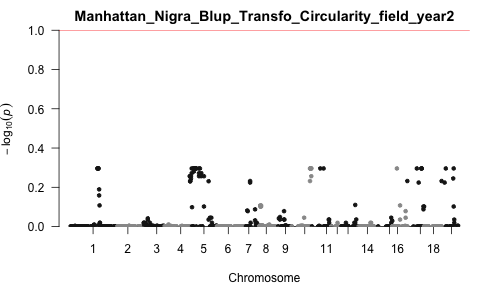 Manhattan_Nigra_Blup_Transfo_Circularity_field_year2
1.0
0.8
0.6
0.4
0.2
0.0
− log10(p)
1 2 3 4 5 6 7 8 9 11 14 16 18
Chromosome